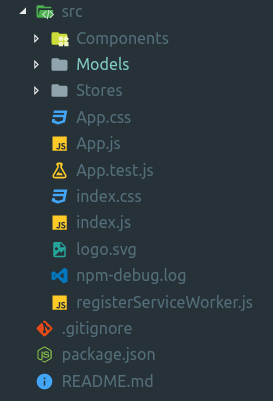 src
Components
Models
Stores
App.css
App.js
App.test.js
index.css
index.js
logo.svg
npm-debug.log
registerServiceWorker.js
.gitignore
package.json
README.md